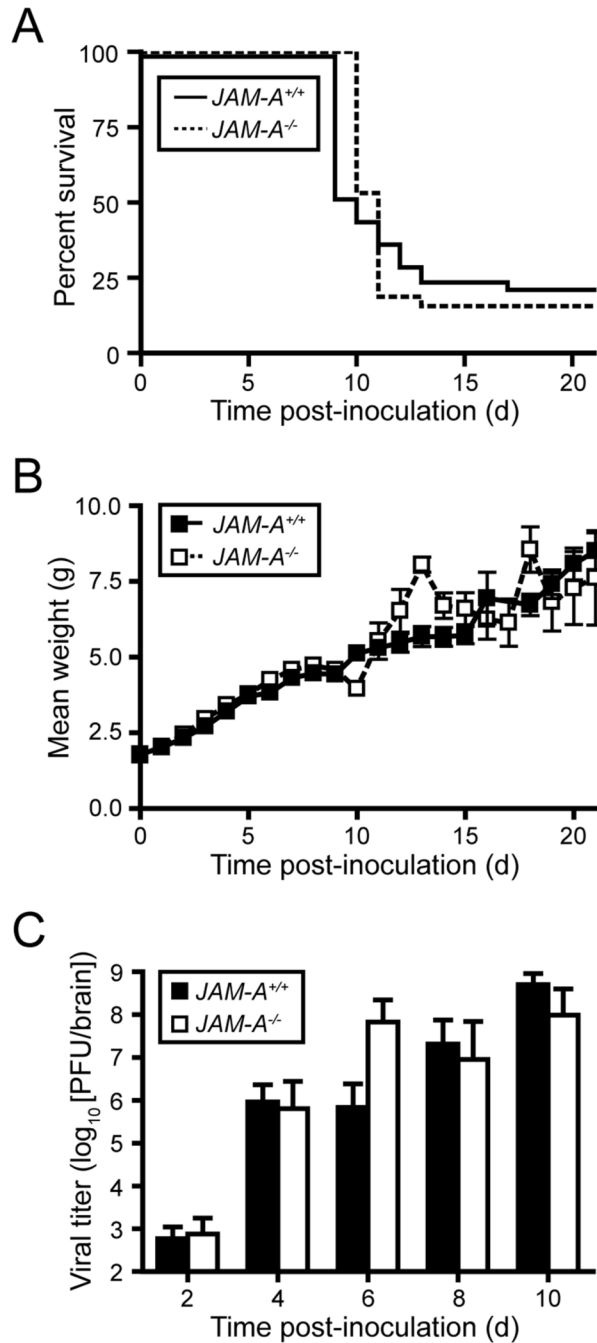 A
100
75
50
25
0
Percent survival
JAM-A+/+
JAM-A-/-
0 5 10 15 20
Time post-inoculation (d)
B
10.0
7.5
5.0
2.5
0.0
Mean weight (g)
JAM-A+/+
JAM-A-/-
0 5 10 15 20
Time post-inoculation (d)
C
9
8
7
6
5
4
3
2
Viral titer (log10 [PFU/brain])
JAM-A+/+
JAM-A-/-
2 4 6 8 10
Time post-inoculation (d)